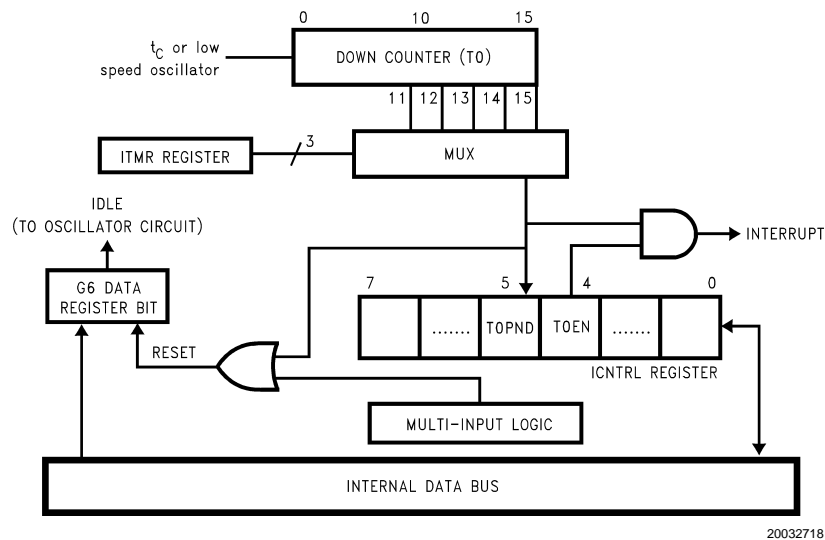 0 10 15
t_C or low
speed oscillator
DOWN COUNTER (T0)
11 12 13 14 15
ITMR REGISTER
3
MUX
IDLE
(TO OSCILLATOR CIRCUIT)
INTERRUPT
G6 DATA
REGISTER BIT
7 5 4 0
....... T0PND T0EN .......
RESET
ICNTRL REGISTER
MULTI-INPUT LOGIC
INTERNAL DATA BUS
20032718